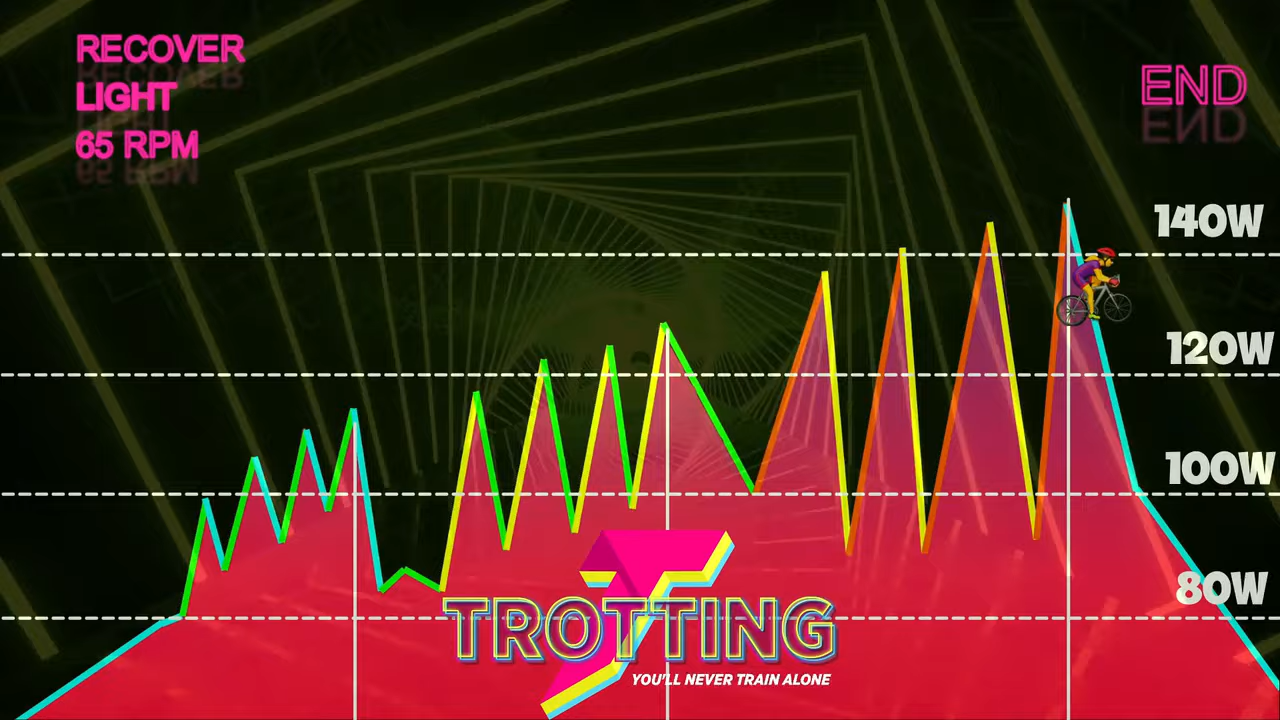 RECOVER
LIGHT
65 RPM
END
140W
120W
100W
80W
TROTTING
YOU'LL NEVER TRAIN ALONE